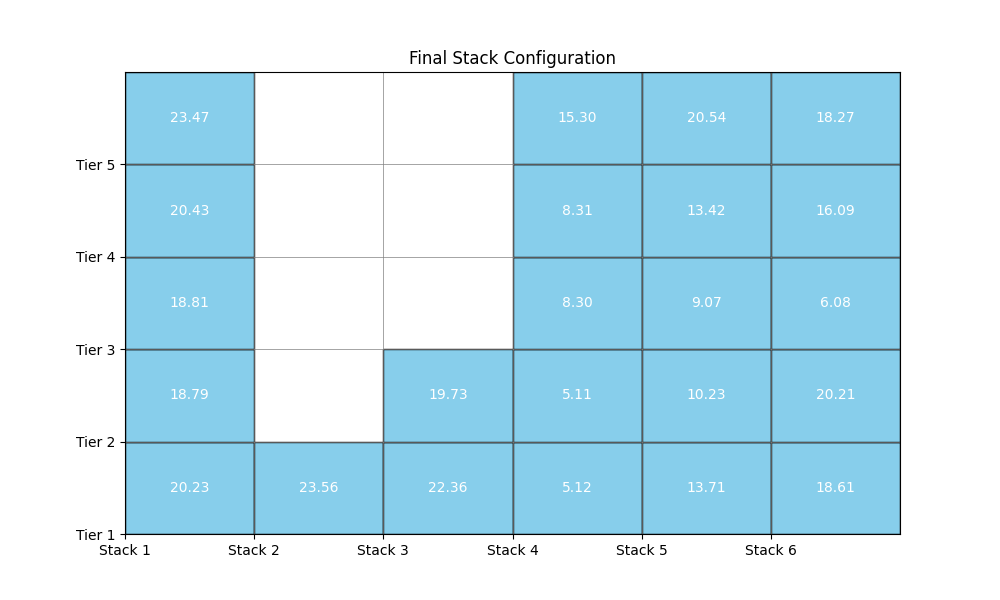 Final Stack Configuration
23.47 15.30 20.54 18.27
Tier 5
20.43 8.31 13.42 16.09
Tier 4
18.81 8.30 9.07 6.08
Tier 3
18.79 19.73 5.11 10.23 20.21
Tier 2
20.23 23.56 22.36 5.12 13.71 18.61
Tier 1
Stack 1 Stack 2 Stack 3 Stack 4 Stack 5 Stack 6